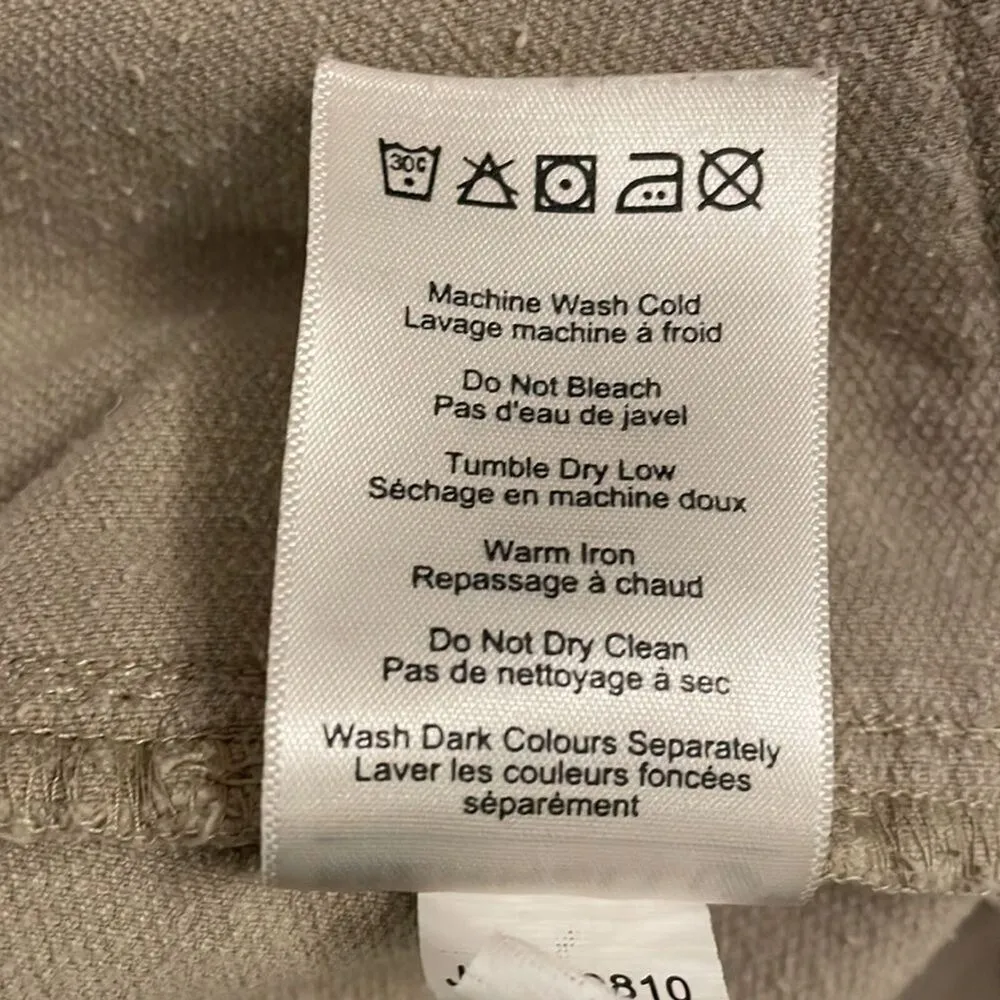 30c
Machine Wash Cold
Lavage machine à froid
Do Not Bleach
Pas d'eau de javel
Tumble Dry Low
Séchage en machine doux
Warm Iron
Repassage à chaud
Do Not Dry Clean
Pas de nettoyage à sec
Wash Dark Colours Separately
Laver les couleurs foncées
séparément